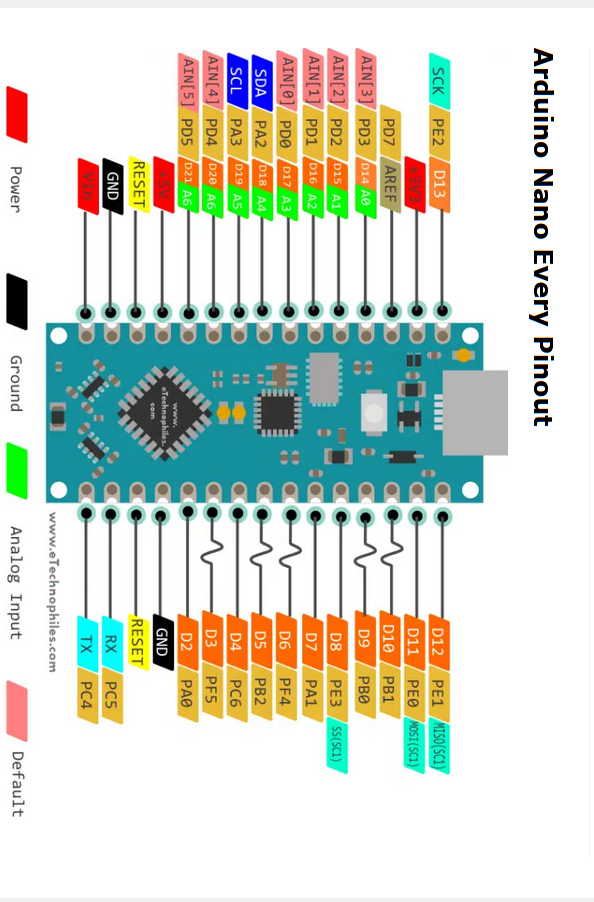 Arduino Nano Every Pinout
SCK PE2 D13 D12 PE1 MISO(SC1)
+3V3 D11 PE0 MOSI(SC1)
PD7 AREF D10 PB1
AIN[3] PD3 D14 A0 D9 PB0
AIN[2] PD2 D15 A1 D8 PE3 SS(SC1)
AIN[1] PD1 D16 A2 D7 PA1
AIN[0] PD0 D17 A3 D6 PF4
SDA PA2 D18 A4 D5 PB2
SCL PA3 D19 A5 D4 PC6
AIN[4] PD4 D20 A6 D3 PF5
AIN[5] PD5 D21 A6 D2 PA0
www.
eTechnophiles.
com
+5V GND
RESET RESET
GND RX PC5
Vin TX PC4
www.eTechnophiles.com
Power Ground Analog Input Default